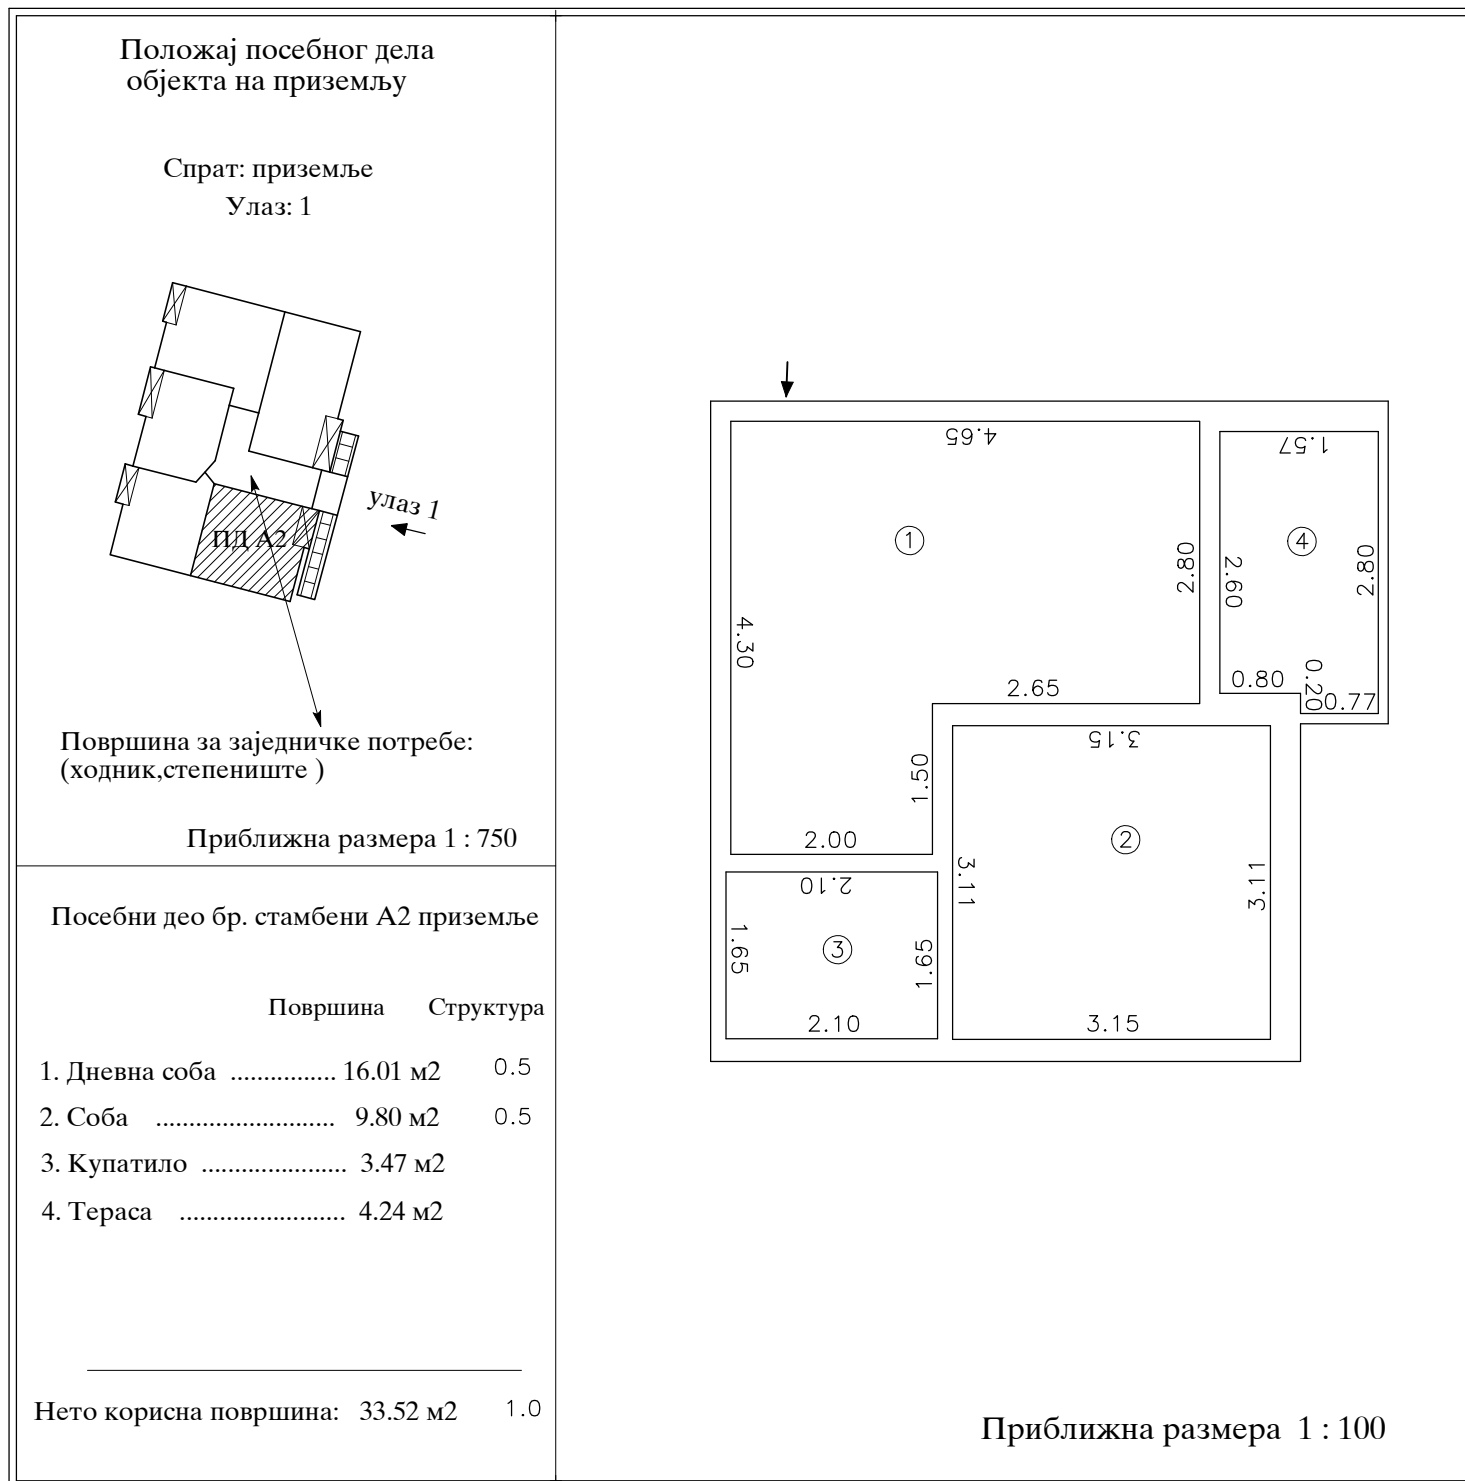 Положај посебног дела
објекта на приземљу
Спрат: приземље
Улаз: 1
улаз 1
ПД А2
Површина за заједничке потребе:
(ходник,степениште )
Приближна размера 1 : 750
Посебни део бр. стамбени А2 приземље
Површина Структура
1. Дневна соба ................ 16.01 м2 0.5
2. Соба ........................... 9.80 м2 0.5
3. Купатило ...................... 3.47 м2
4. Тераса ......................... 4.24 м2
Нето корисна површина: 33.52 м2 1.0
4.65
1.57
1
4
2.80
2.60
2.80
4.30
2.65
0.80
0.20
0.77
3.15
1.50
2.00
2
2.10
3.11
3.11
1.65
3
1.65
2.10
3.15
Приближна размера 1 : 100